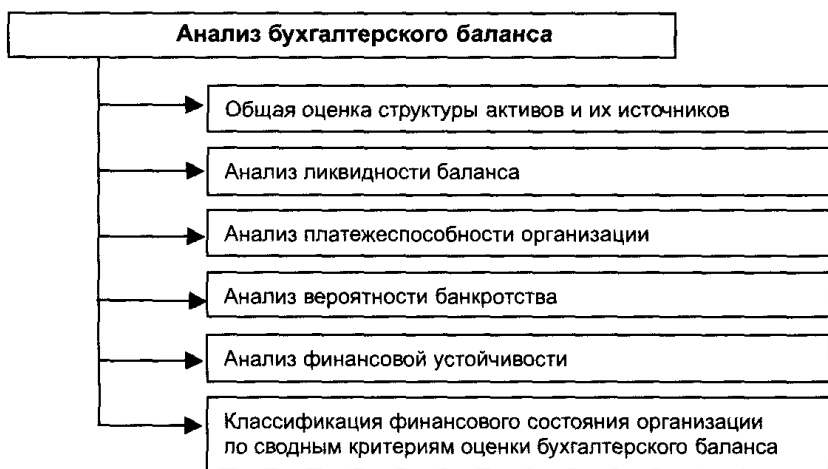 Анализ бухгалтерского баланса
Общая оценка структуры активов и их источников
Анализ ликвидности баланса
Анализ платежеспособности организации
Анализ вероятности банкротства
Анализ финансовой устойчивости
Классификация финансового состояния организации
по сводным критериям оценки бухгалтерского баланса